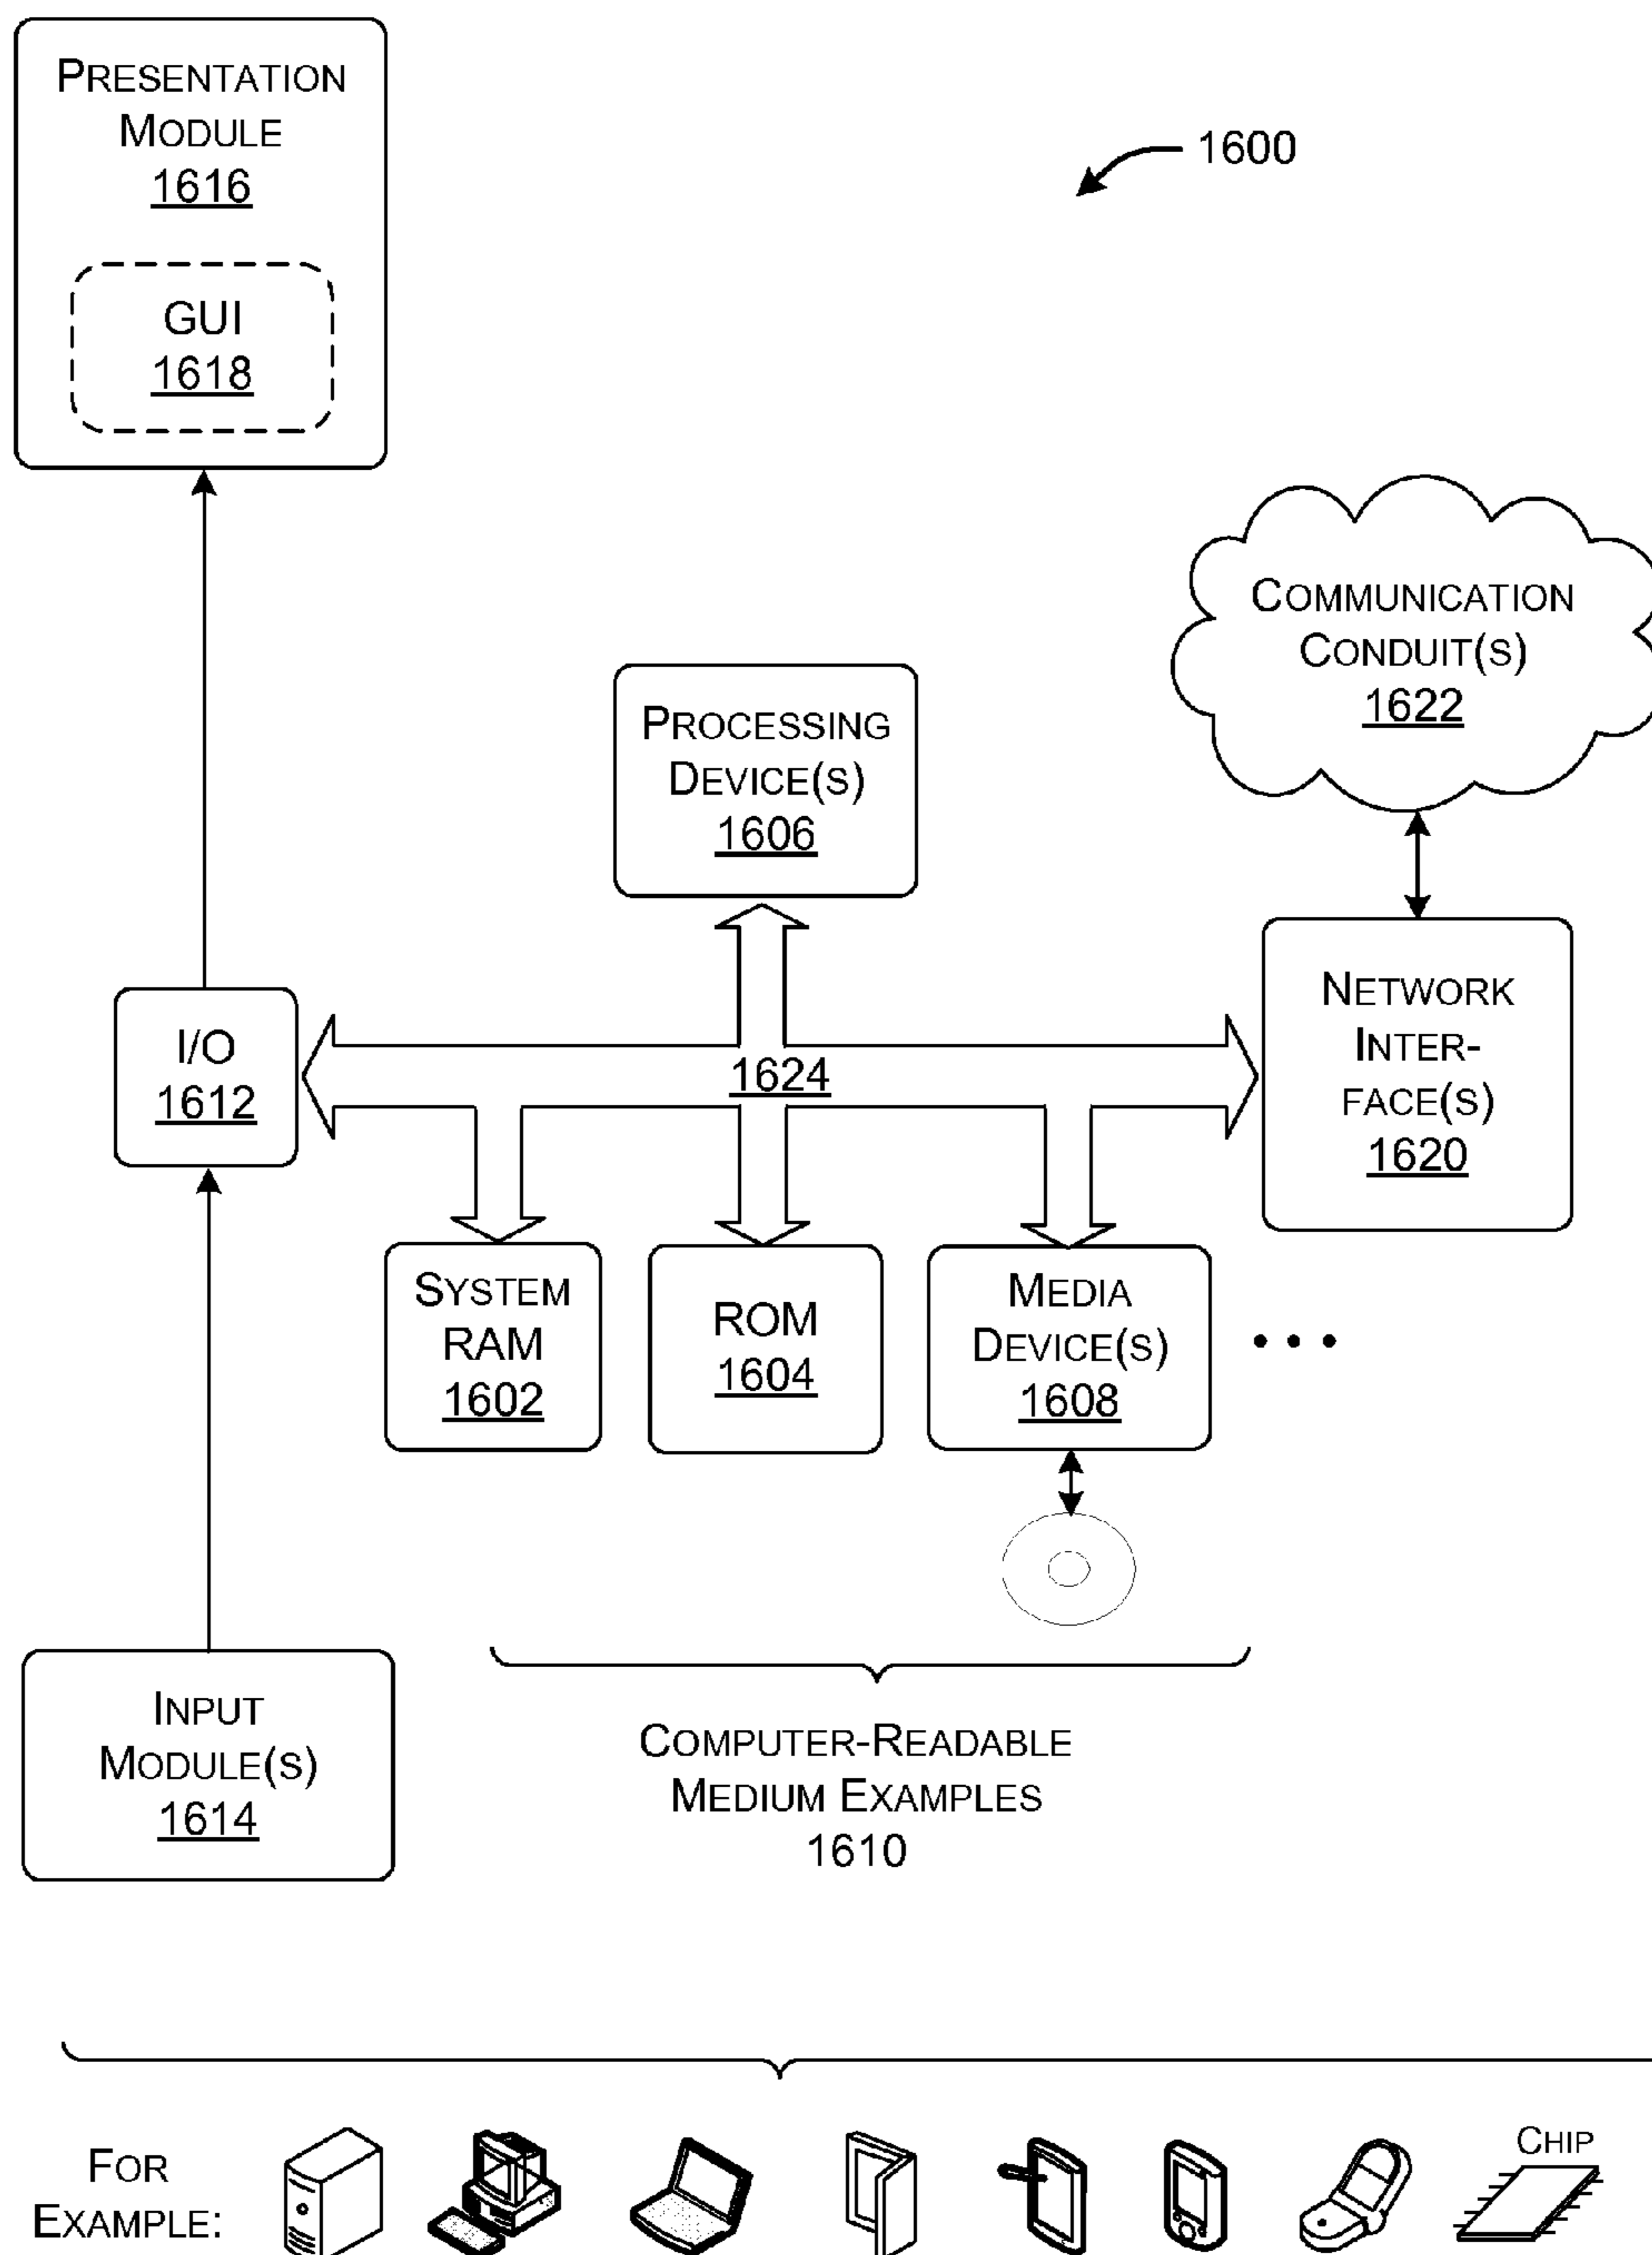 PRESENTATION
MODULE
1616
GUI
1618
1600
COMMUNICATION
CONDUIT(S)
1622
PROCESSING
DEVICE(S)
1606
NETWORK
INTER-
FACE(S)
1620
I/O
1612
1624
SYSTEM
RAM
1602
ROM
1604
MEDIA
DEVICE(S)
1608
• • •
INPUT
MODULE(S)
1614
COMPUTER-READABLE
MEDIUM EXAMPLES
1610
FOR
EXAMPLE:
CHIP